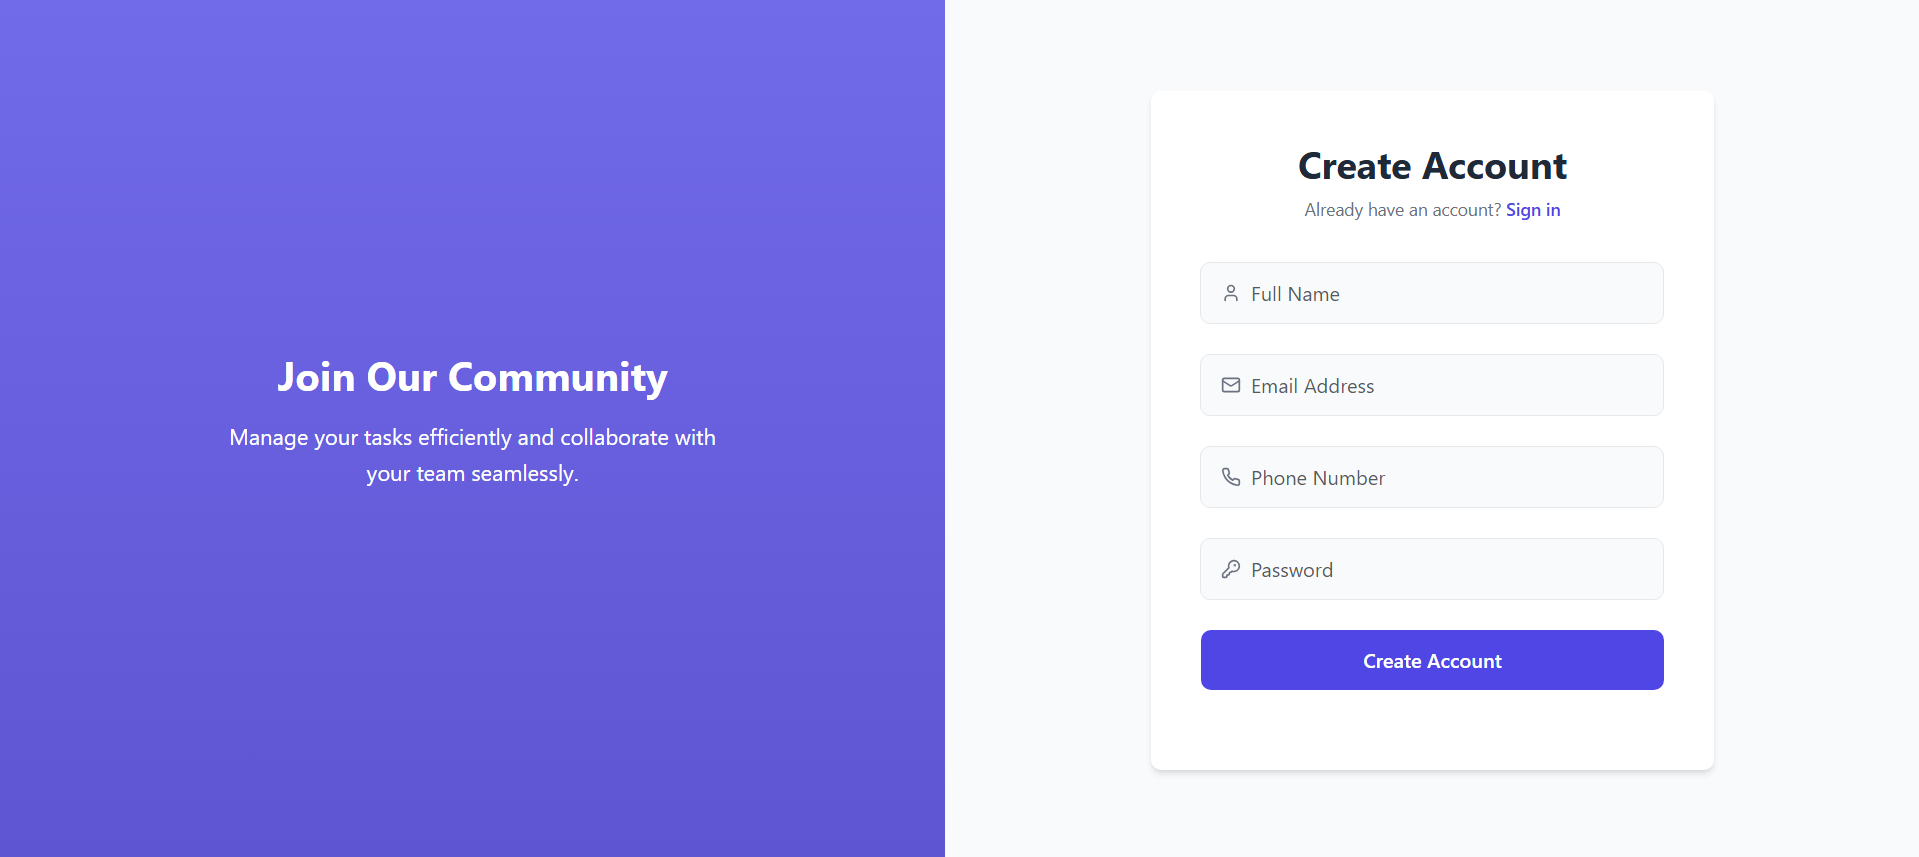 Join Our Community
Manage your tasks efficiently and collaborate with
your team seamlessly.
Create Account
Already have an account? Sign in
Full Name
Email Address
Phone Number
Password
Create Account